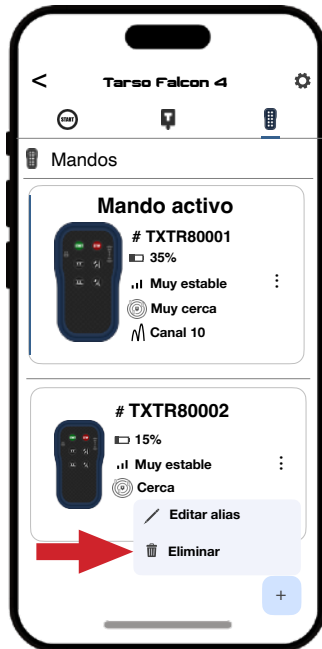 <
Tarso Falcon 4
START
T
Mandos
Mando activo
# TXTR80001
35%
Muy estable
Muy cerca
Canal 10
# TXTR80002
15%
Muy estable
Cerca
Editar alias
Eliminar
+